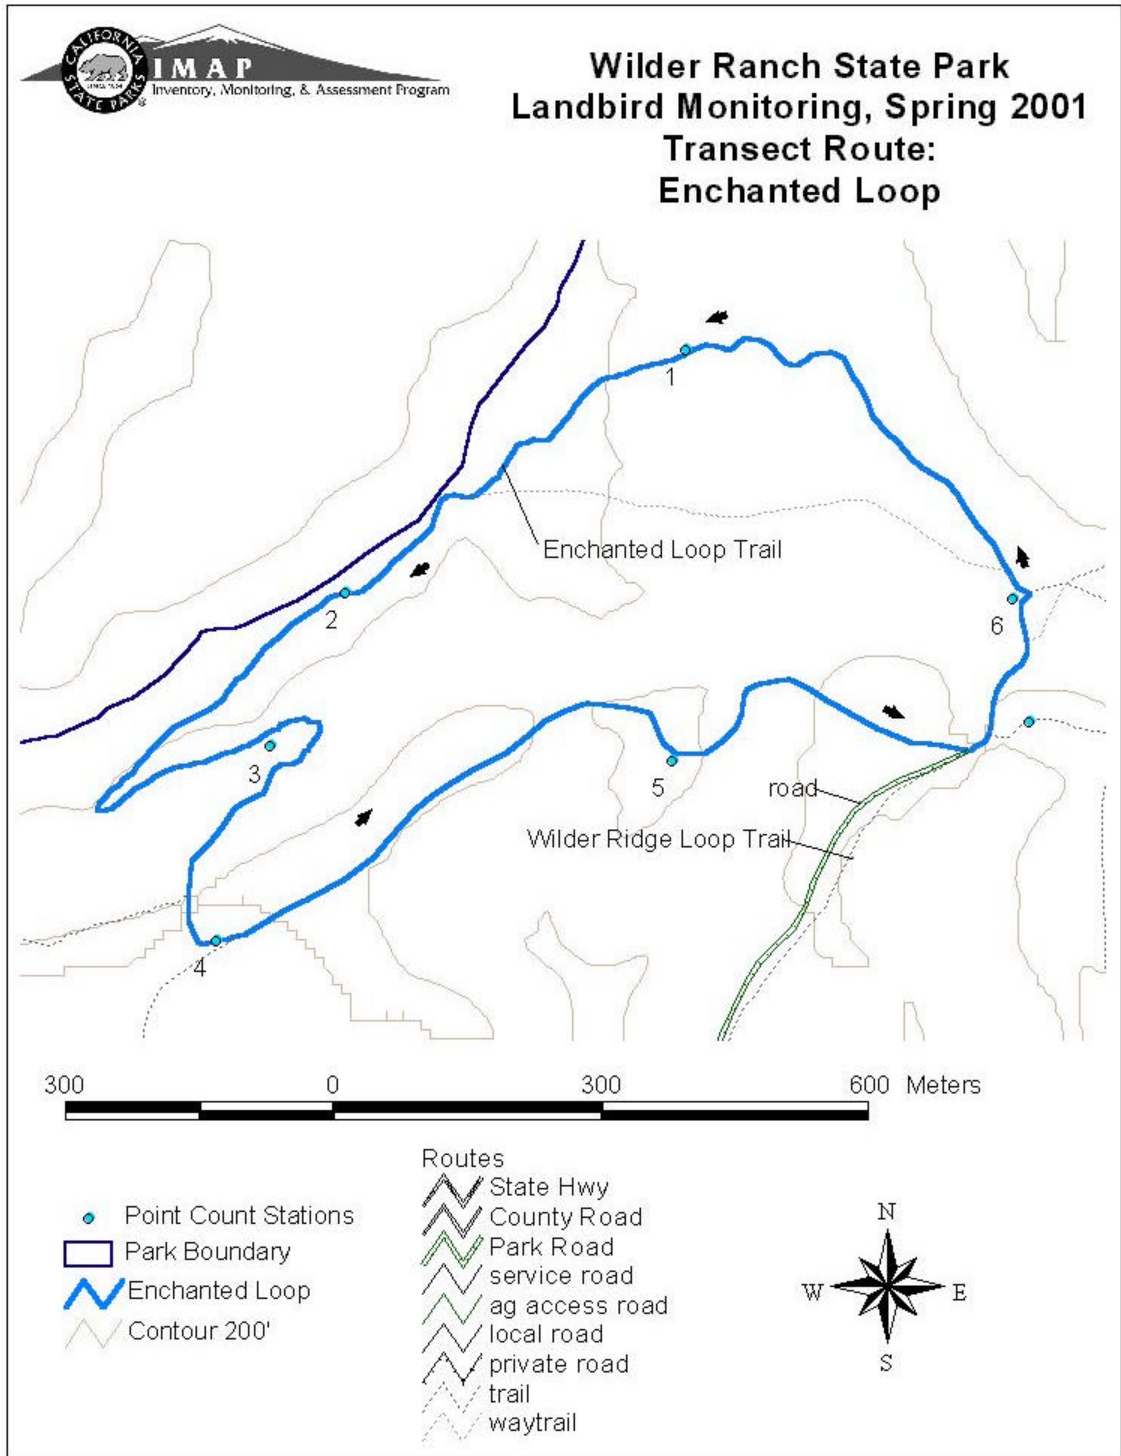 CALIFORNIA
STATE PARKS
®
IMAP
Inventory, Monitoring, & Assessment Program
Wilder Ranch State Park
Landbird Monitoring, Spring 2001
Transect Route:
Enchanted Loop
1
Enchanted Loop Trail
2
6
3
5
road
Wilder Ridge Loop Trail
4
300 0 300 600 Meters
Point Count Stations
Park Boundary
Enchanted Loop
Contour 200'
Routes
State Hwy
County Road
Park Road
service road
ag access road
local road
private road
trail
waytrail
N
W E
S